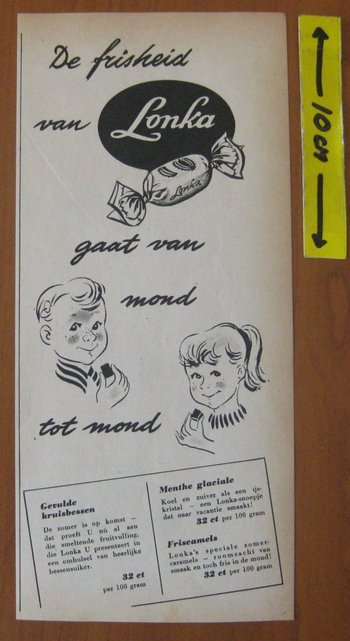 De frisheid
van Lonka
Lonka
gaat van
mond
tot mond
Gevulde
kruisbessen
De zomer is op komst –
dat proeft U nú al aan
die smeltende fruitvulling,
die Lonka U presenteert in
een omhulsel van heerlijke
bessensuiker.
32 ct
per 100 gram
Menthe glaciale
Koel en zuiver als een ijs-
kristal – een Lonka-snoepje
dat naar vacantie smaakt!
32 ct per 100 gram
Friscamels
Lonka's speciale zomer-
caramels – roomzacht van
smaak en toch fris in de mond!
32 ct per 100 gram
10 cm